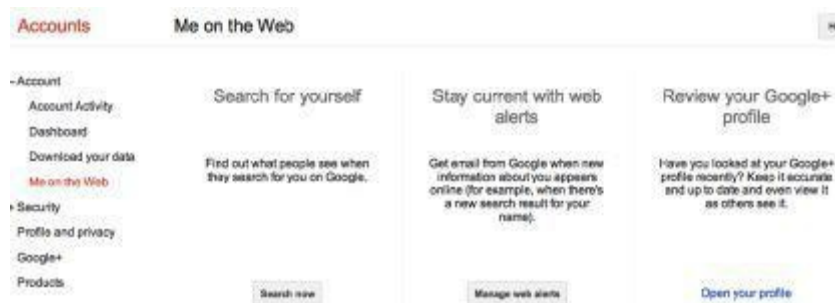 Accounts
Me on the Web
Account
Account Activity
Dashboard
Download your data
Me on the Web
Security
Profile and privacy
Google+
Products
Search for yourself
Find out what people see when
they search for you on Google.
Search now
Stay current with web
alerts
Get email from Google when new
information about you appears
online (for example, when there's
a new search result for your
name).
Manage web alerts
Review your Google+
profile
Have you looked at your Google+
profile recently? Keep it accurate
and up to date and even view it
as others see it.
Open your profile